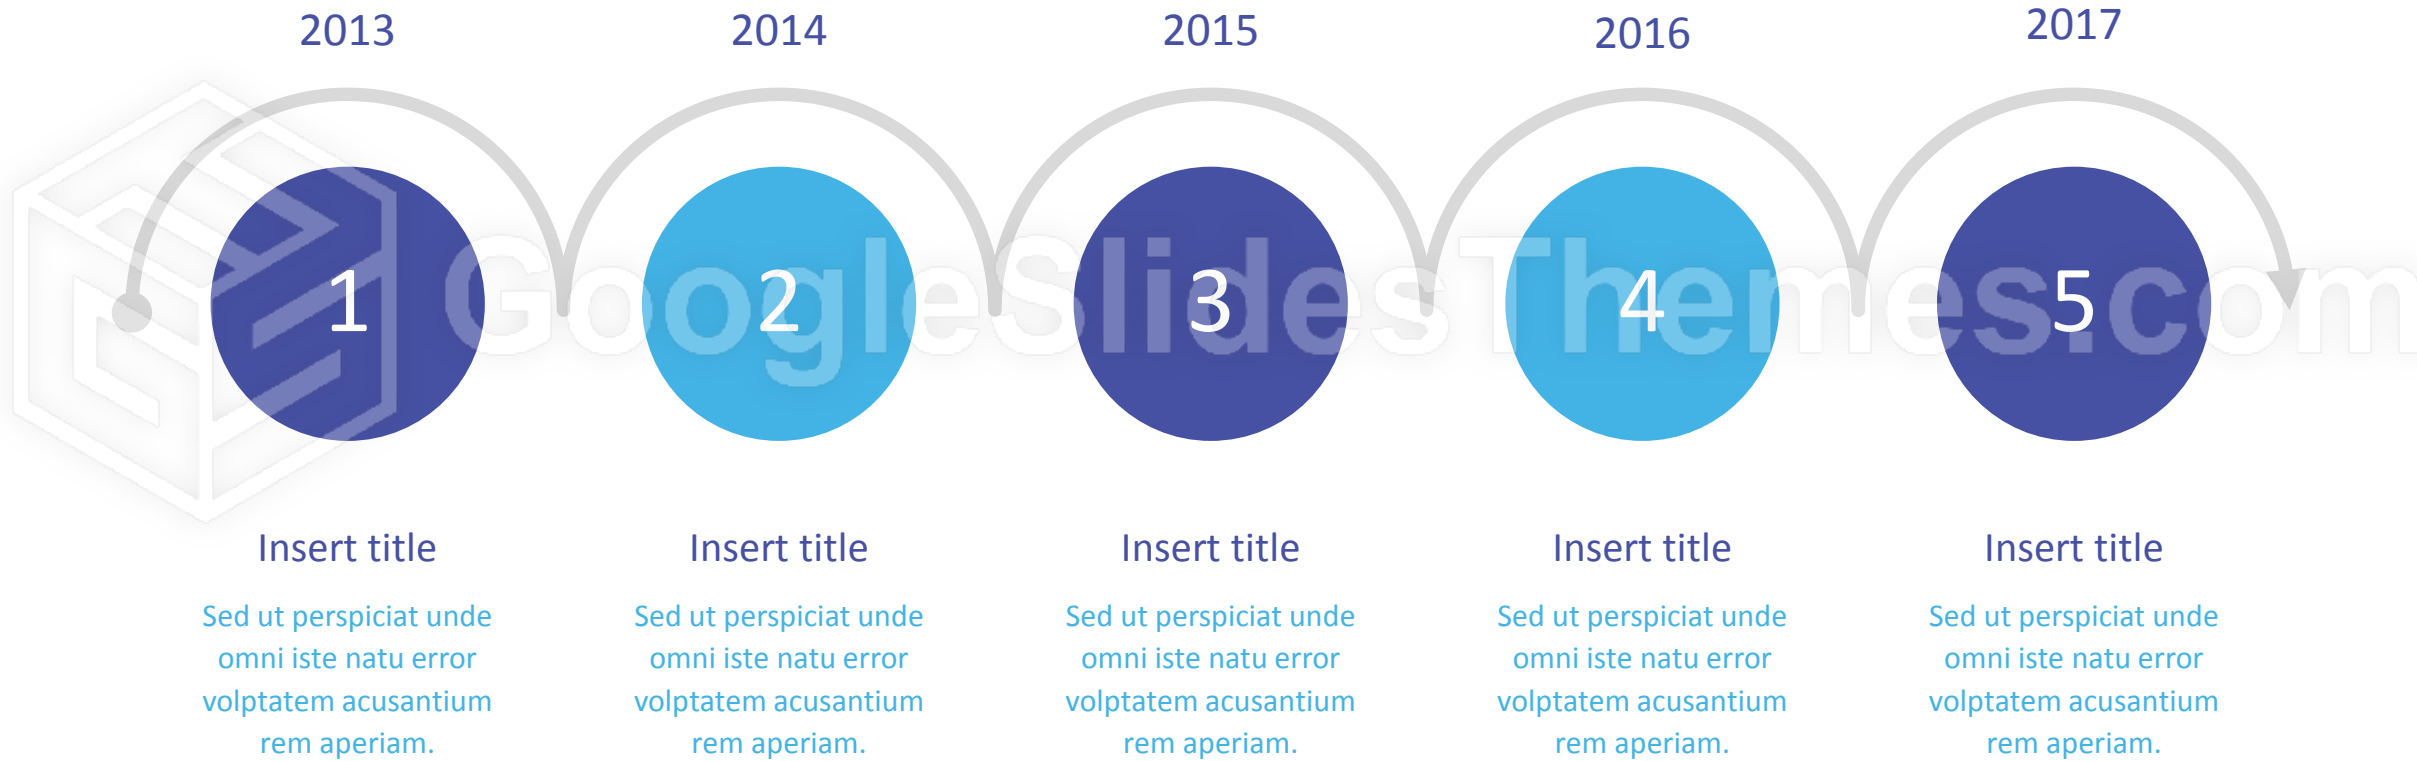 2013
2014
2015
2016
2017
1
2
3
4
5
GoogleSlidesThemes.com
Insert title
Sed ut perspiciat unde
omni iste natu error
volptatem acusantium
rem aperiam.
Insert title
Sed ut perspiciat unde
omni iste natu error
volptatem acusantium
rem aperiam.
Insert title
Sed ut perspiciat unde
omni iste natu error
volptatem acusantium
rem aperiam.
Insert title
Sed ut perspiciat unde
omni iste natu error
volptatem acusantium
rem aperiam.
Insert title
Sed ut perspiciat unde
omni iste natu error
volptatem acusantium
rem aperiam.